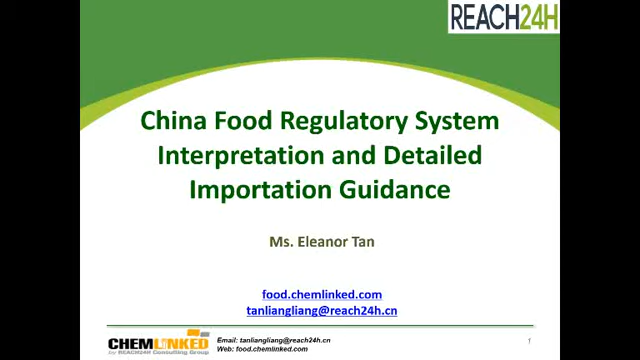 REACH24H
China Food Regulatory System
Interpretation and Detailed
Importation Guidance
Ms. Eleanor Tan
food.chemlinked.com
tanliangliang@reach24h.cn
CHEMLINKED
by REACH24H Consulting Group
Email: tanliangliang@reach24h.cn
Web: food.chemlinked.com
1